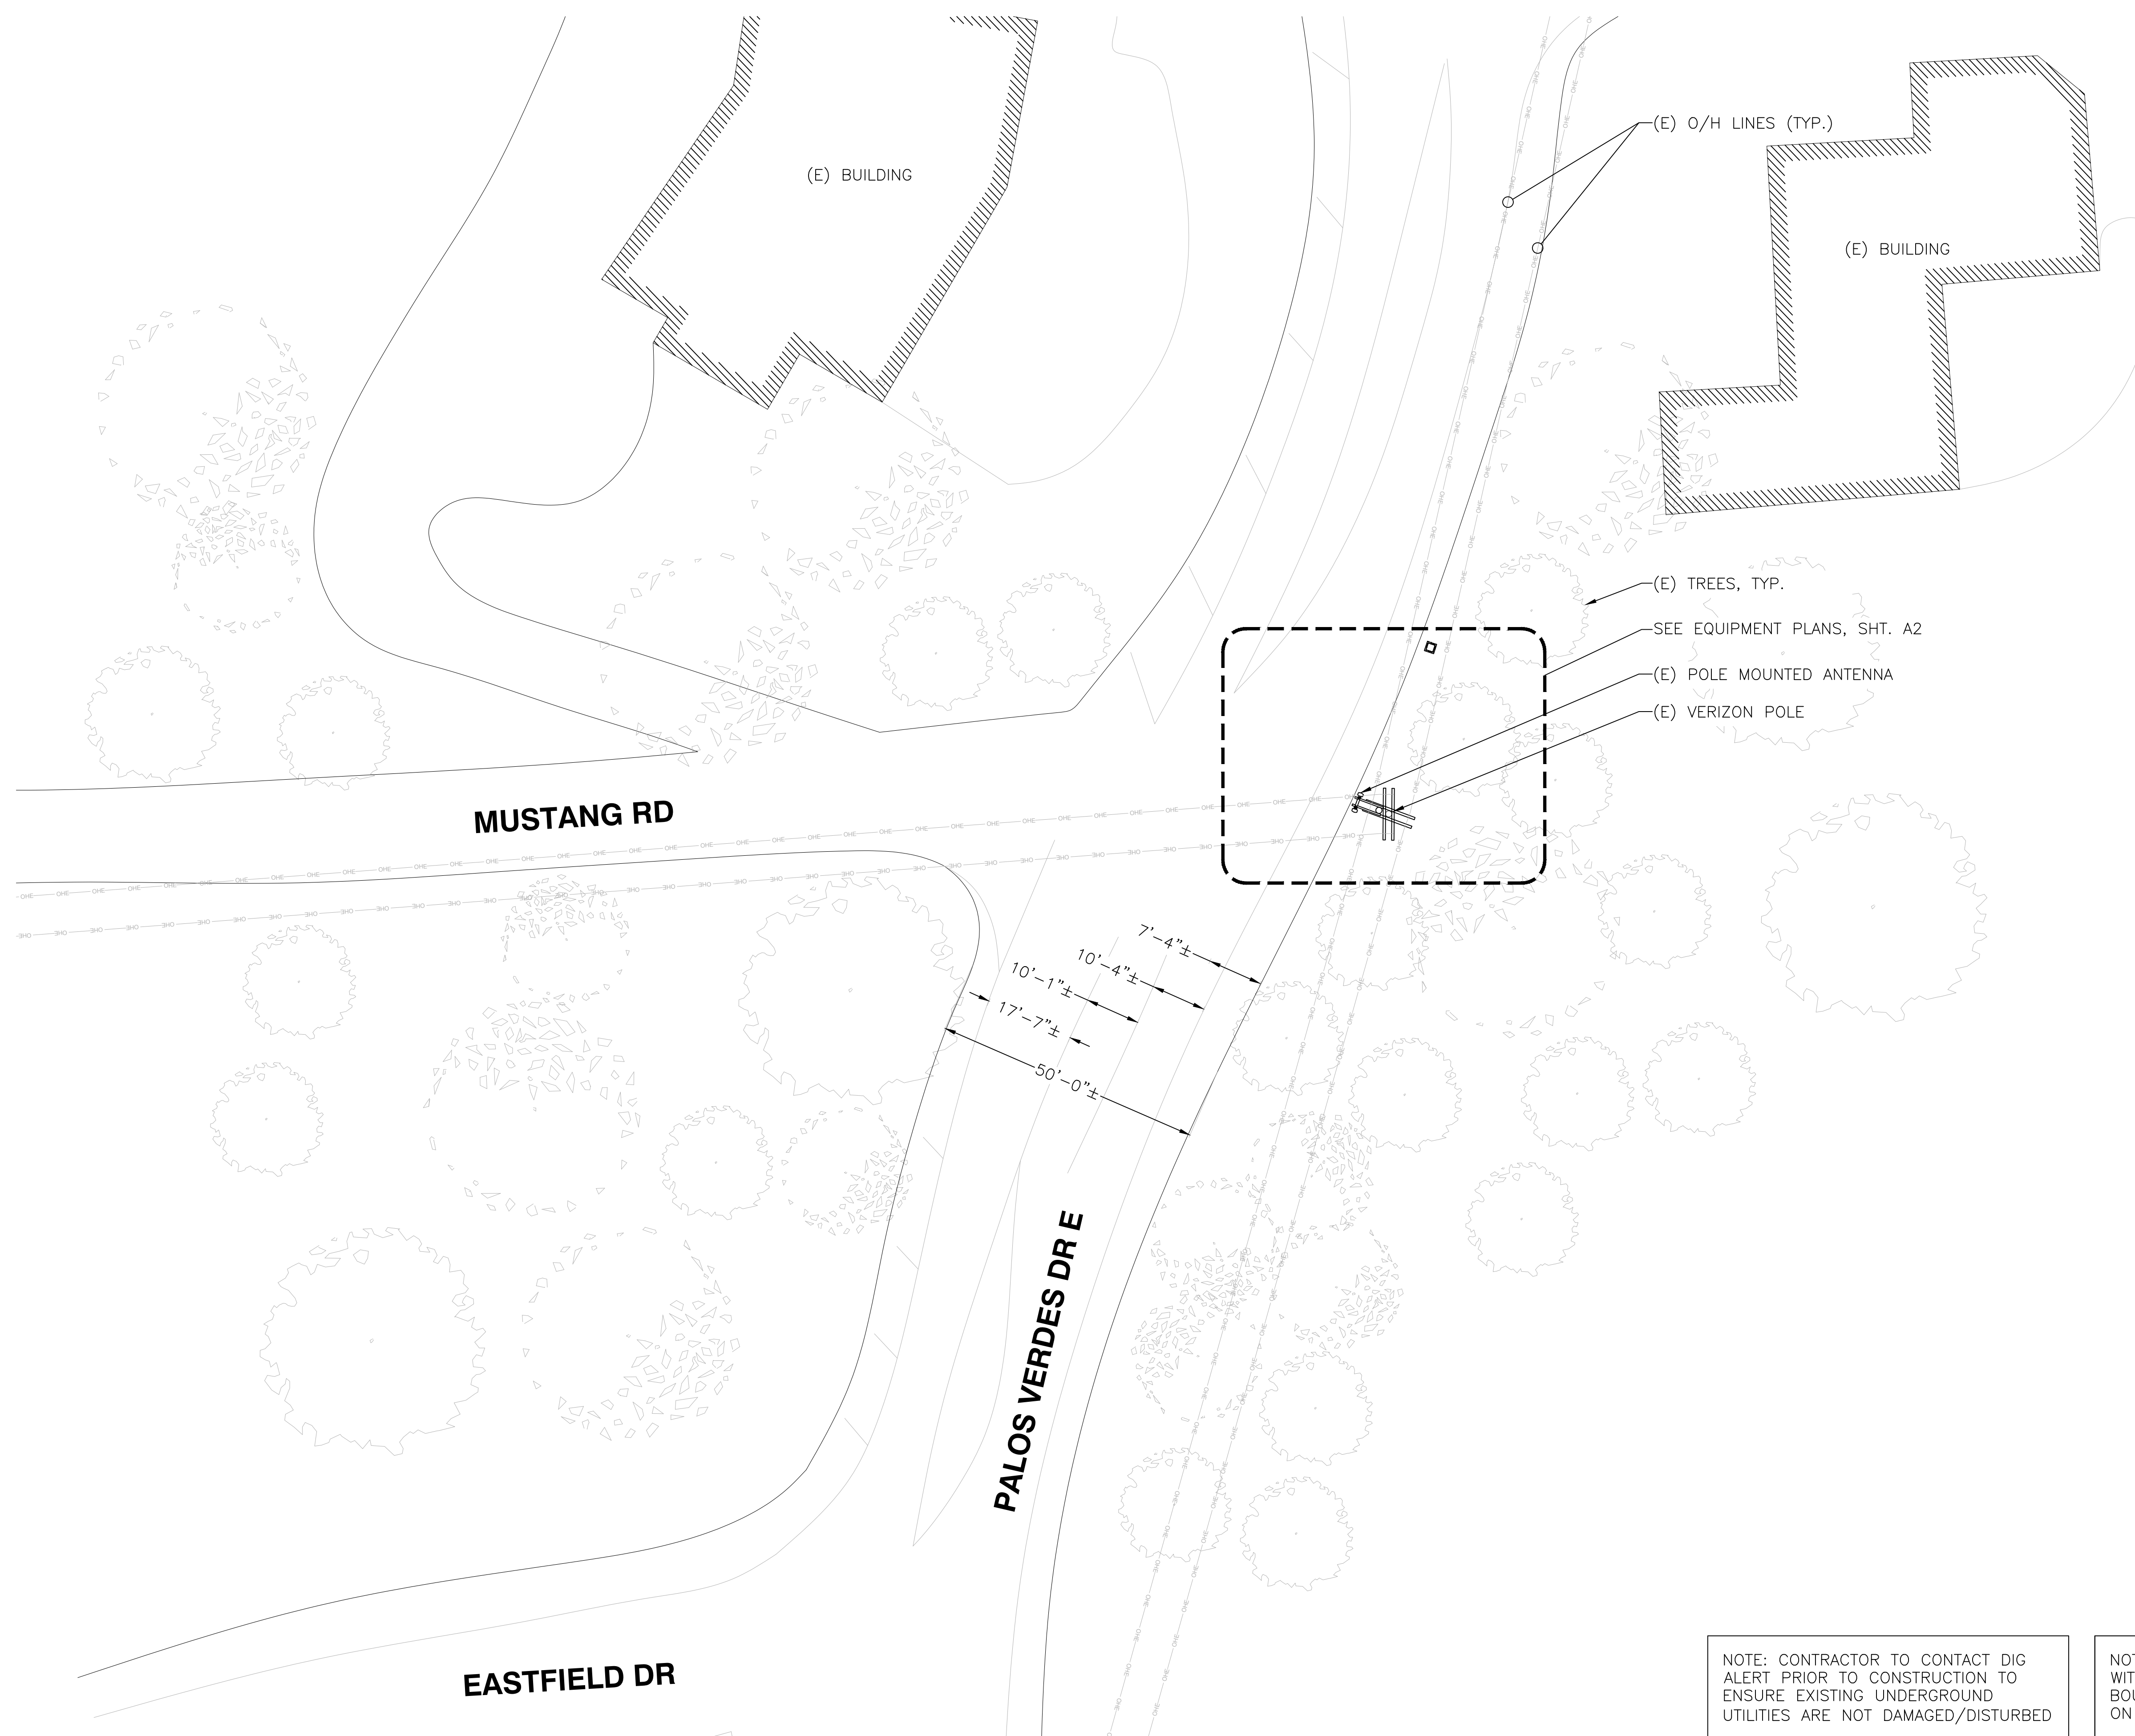 (E) O/H LINES (TYP.)
(E) BUILDING
(E) BUILDING
(E) TREES, TYP.
SEE EQUIPMENT PLANS, SHT. A2
(E) POLE MOUNTED ANTENNA
(E) VERIZON POLE
MUSTANG RD
7'-4"±
10'-4"±
10'-1"±
17'-7"±
50'-0"±
PALOS VERDES DR E
EASTFIELD DR
OHE
NOTE: CONTRACTOR TO CONTACT DIG
ALERT PRIOR TO CONSTRUCTION TO
ENSURE EXISTING UNDERGROUND
UTILITIES ARE NOT DAMAGED/DISTURBED
ON